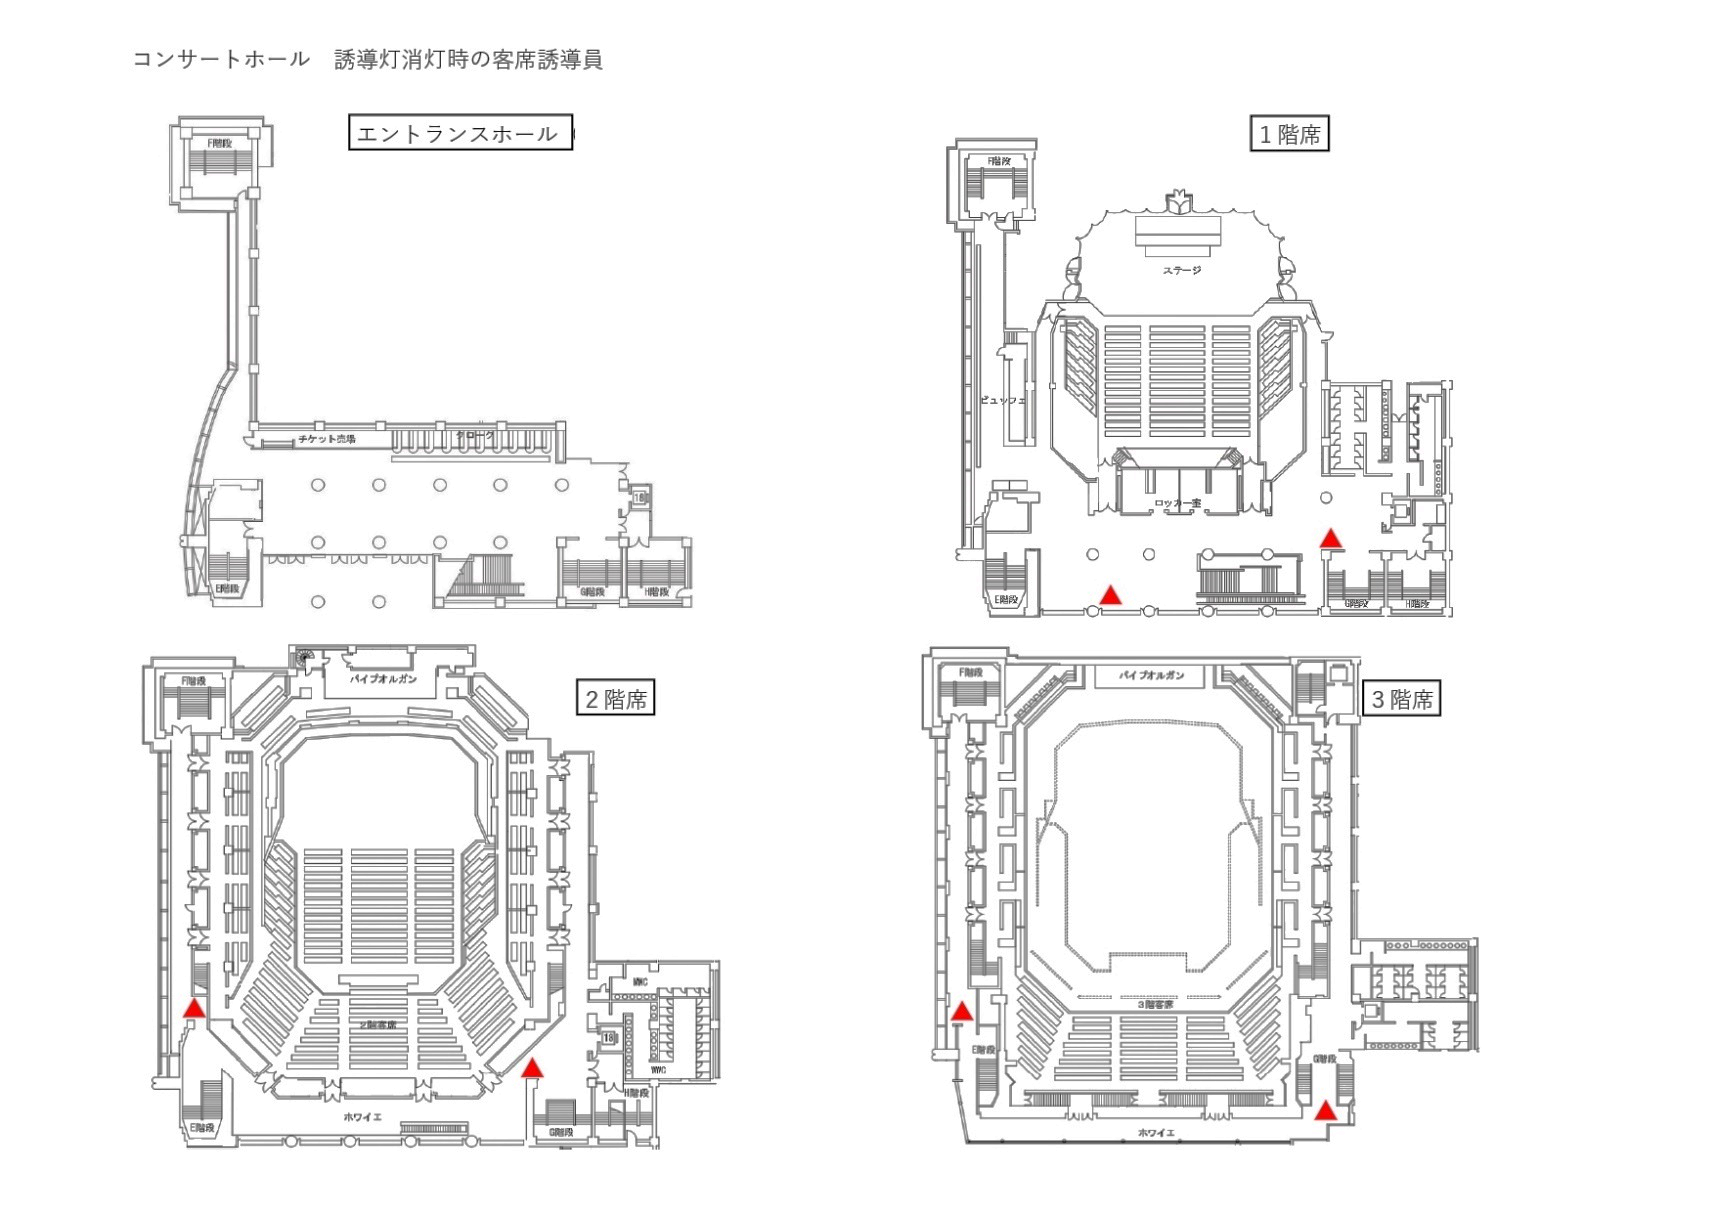 コンサートホール　誘導灯消灯時の客席誘導員
エントランスホール
F階段
チケット売場
クローク
18
E階段
G階段
H階段
1階席
F階段
ステージ
ビュッフェ
ロッカー室
E階段
G階段
H階段
2階席
F階段
パイプオルガン
2階客席
MWC
18
WWC
H階段
ホワイエ
E階段
G階段
3階席
F階段
パイプオルガン
3階客席
E階段
G階段
ホワイエ